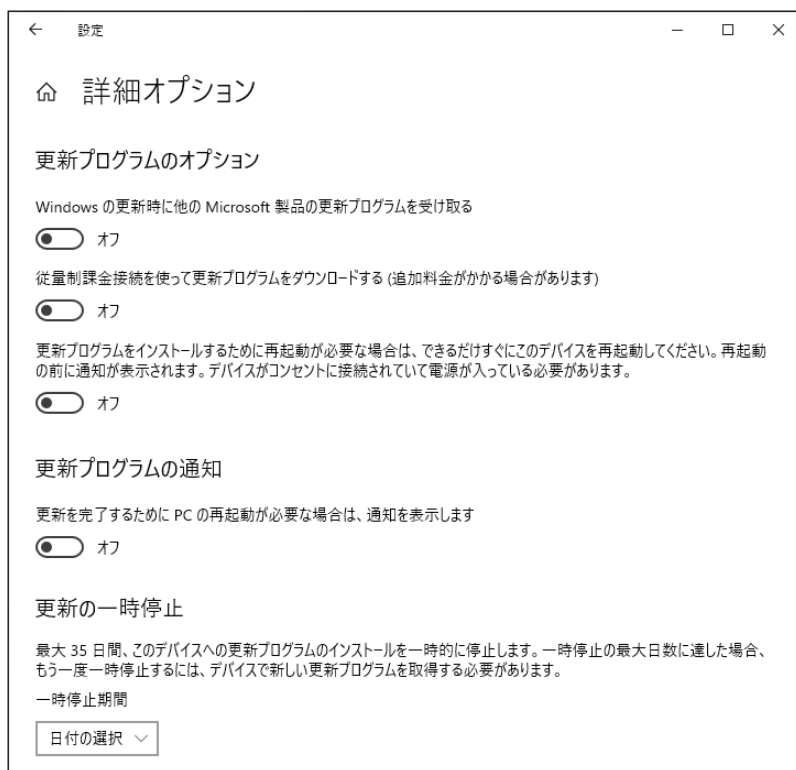 設定
詳細オプション
更新プログラムのオプション
Windows の更新時に他の Microsoft 製品の更新プログラムを受け取る
オフ
従量制課金接続を使って更新プログラムをダウンロードする (追加料金がかかる場合があります)
オフ
更新プログラムをインストールするために再起動が必要な場合は、できるだけすぐにこのデバイスを再起動してください。再起動
の前に通知が表示されます。デバイスがコンセントに接続されていて電源が入っている必要があります。
オフ
更新プログラムの通知
更新を完了するために PC の再起動が必要な場合は、通知を表示します
オフ
更新の一時停止
最大 35 日間、このデバイスへの更新プログラムのインストールを一時的に停止します。一時停止の最大日数に達した場合、
もう一度一時停止するには、デバイスで新しい更新プログラムを取得する必要があります。
一時停止期間
日付の選択